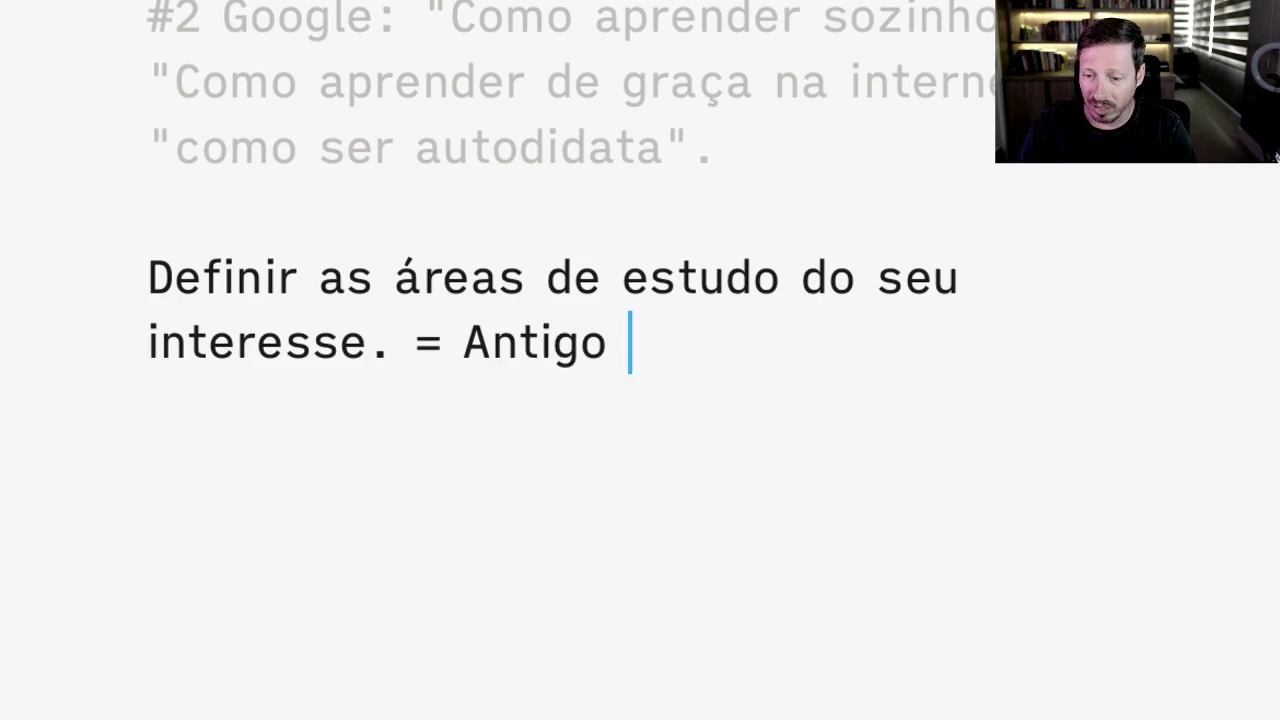 #2 Google: "Como aprender sozinho
"Como aprender de graça na interne
"como ser autodidata".
Definir as áreas de estudo do seu
interesse. = Antigo